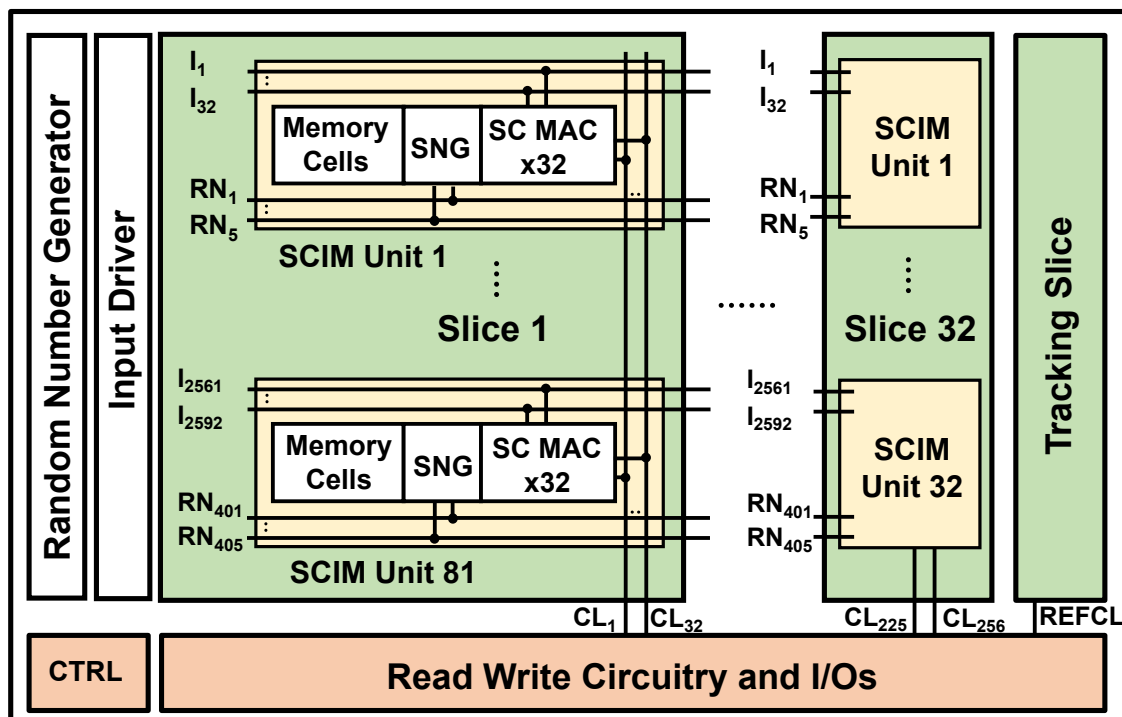 Random Number Generator
Input Driver
I₁
I₃₂
Memory
Cells
SNG
SC MAC
x32
RN₁
RN₅
SCIM Unit 1
Slice 1
I₂₅₆₁
I₂₅₉₂
Memory
Cells
SNG
SC MAC
x32
RN₄₀₁
RN₄₀₅
SCIM Unit 81
CL₁
CL₃₂
I₁
I₃₂
SCIM
Unit 1
RN₁
RN₅
Slice 32
I₂₅₆₁
I₂₅₉₂
SCIM
Unit 32
RN₄₀₁
RN₄₀₅
CL₂₂₅
CL₂₅₆
Tracking Slice
REFCL
CTRL
Read Write Circuitry and I/Os